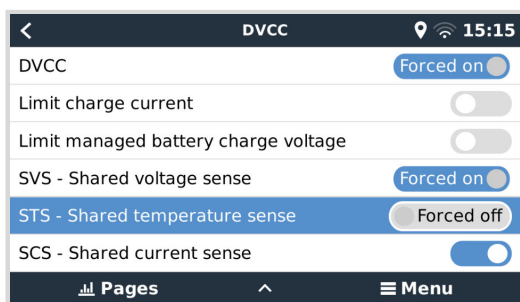 DVCC 15:15
DVCC Forced on
Limit charge current
Limit managed battery charge voltage
SVS - Shared voltage sense Forced on
STS - Shared temperature sense Forced off
SCS - Shared current sense
Pages Menu